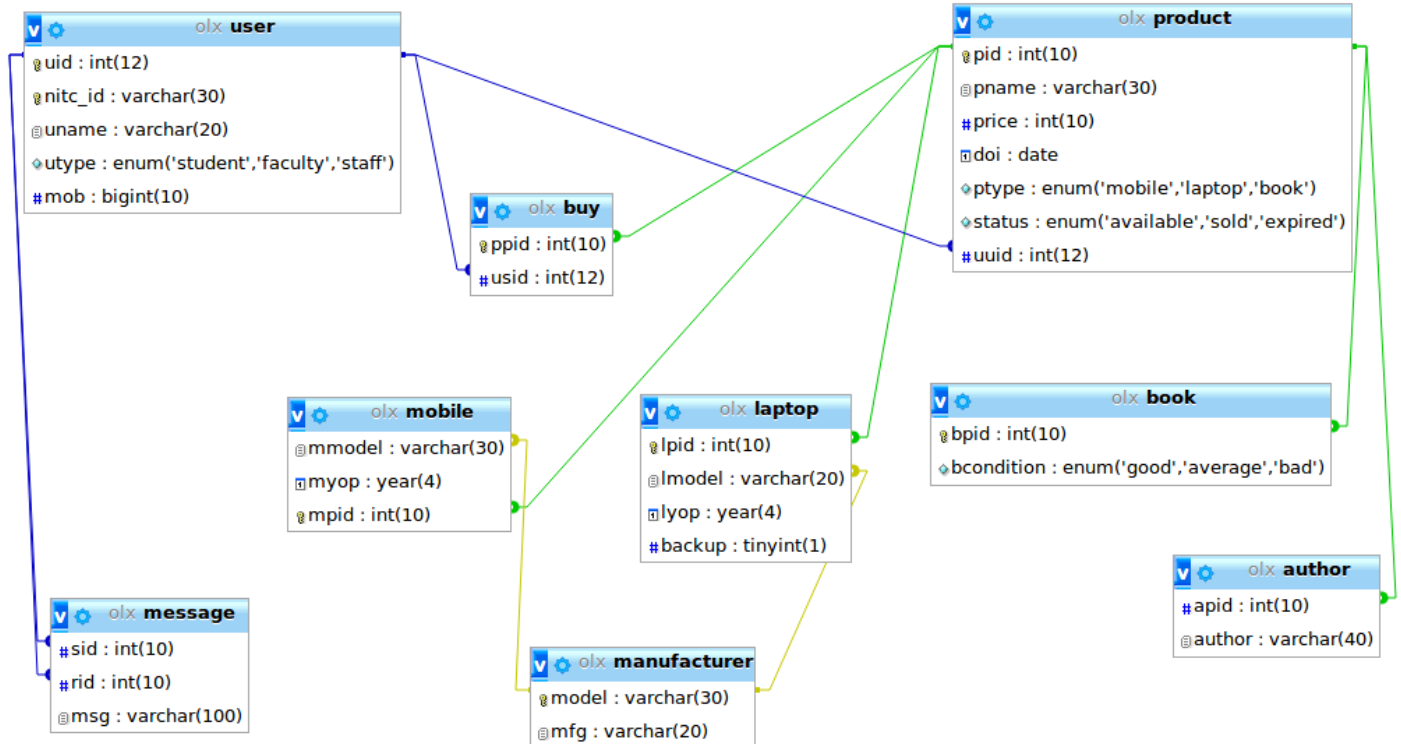 olx user
uid : int(12)
nitc_id : varchar(30)
uname : varchar(20)
utype : enum('student','faculty','staff')
mob : bigint(10)
olx product
pid : int(10)
pname : varchar(30)
price : int(10)
doi : date
ptype : enum('mobile','laptop','book')
status : enum('available','sold','expired')
uuid : int(12)
olx buy
ppid : int(10)
usid : int(12)
olx mobile
mmodel : varchar(30)
myop : year(4)
mpid : int(10)
olx laptop
lpid : int(10)
lmodel : varchar(20)
lyop : year(4)
backup : tinyint(1)
olx book
bpid : int(10)
bcondition : enum('good','average','bad')
olx author
apid : int(10)
author : varchar(40)
olx message
sid : int(10)
rid : int(10)
msg : varchar(100)
olx manufacturer
model : varchar(30)
mfg : varchar(20)